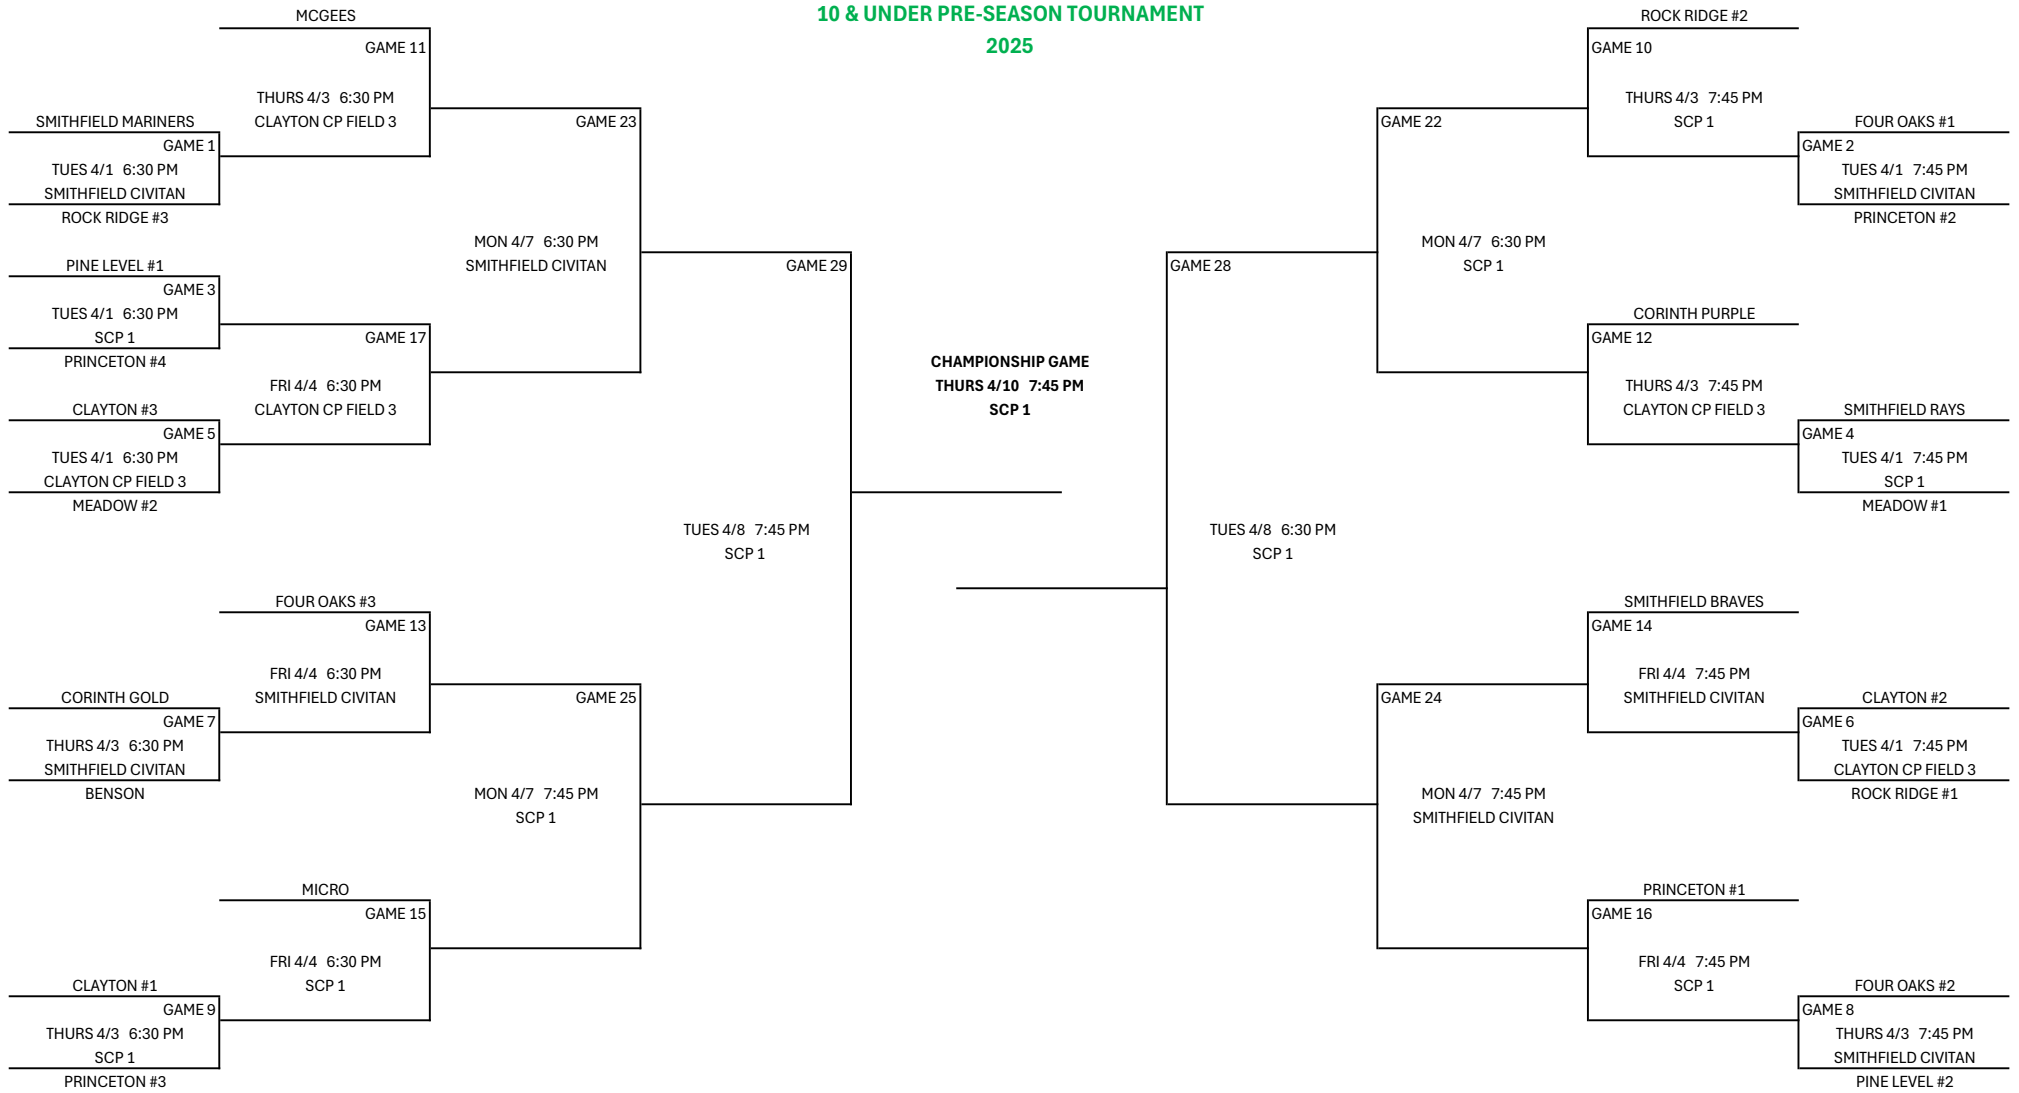 10 & UNDER PRE-SEASON TOURNAMENT
2025
MCGEES
GAME 11
THURS 4/3 6:30 PM
CLAYTON CP FIELD 3
SMITHFIELD MARINERS
GAME 1
TUES 4/1 6:30 PM
SMITHFIELD CIVITAN
ROCK RIDGE #3
GAME 23
MON 4/7 6:30 PM
SMITHFIELD CIVITAN
PINE LEVEL #1
GAME 3
TUES 4/1 6:30 PM
SCP 1
PRINCETON #4
GAME 17
FRI 4/4 6:30 PM
CLAYTON CP FIELD 3
CLAYTON #3
GAME 5
TUES 4/1 6:30 PM
CLAYTON CP FIELD 3
MEADOW #2
GAME 29
TUES 4/8 7:45 PM
SCP 1
FOUR OAKS #3
GAME 13
FRI 4/4 6:30 PM
SMITHFIELD CIVITAN
CORINTH GOLD
GAME 7
THURS 4/3 6:30 PM
SMITHFIELD CIVITAN
BENSON
GAME 25
MON 4/7 7:45 PM
SCP 1
MICRO
GAME 15
FRI 4/4 6:30 PM
SCP 1
CLAYTON #1
GAME 9
THURS 4/3 6:30 PM
SCP 1
PRINCETON #3
CHAMPIONSHIP GAME
THURS 4/10 7:45 PM
SCP 1
ROCK RIDGE #2
GAME 10
THURS 4/3 7:45 PM
SCP 1
FOUR OAKS #1
GAME 2
TUES 4/1 7:45 PM
SMITHFIELD CIVITAN
PRINCETON #2
GAME 22
MON 4/7 6:30 PM
SCP 1
GAME 28
TUES 4/8 6:30 PM
SCP 1
CORINTH PURPLE
GAME 12
THURS 4/3 7:45 PM
CLAYTON CP FIELD 3
SMITHFIELD RAYS
GAME 4
TUES 4/1 7:45 PM
SCP 1
MEADOW #1
SMITHFIELD BRAVES
GAME 14
FRI 4/4 7:45 PM
SMITHFIELD CIVITAN
CLAYTON #2
GAME 6
TUES 4/1 7:45 PM
CLAYTON CP FIELD 3
ROCK RIDGE #1
GAME 24
MON 4/7 7:45 PM
SMITHFIELD CIVITAN
PRINCETON #1
GAME 16
FRI 4/4 7:45 PM
SCP 1
FOUR OAKS #2
GAME 8
THURS 4/3 7:45 PM
SMITHFIELD CIVITAN
PINE LEVEL #2